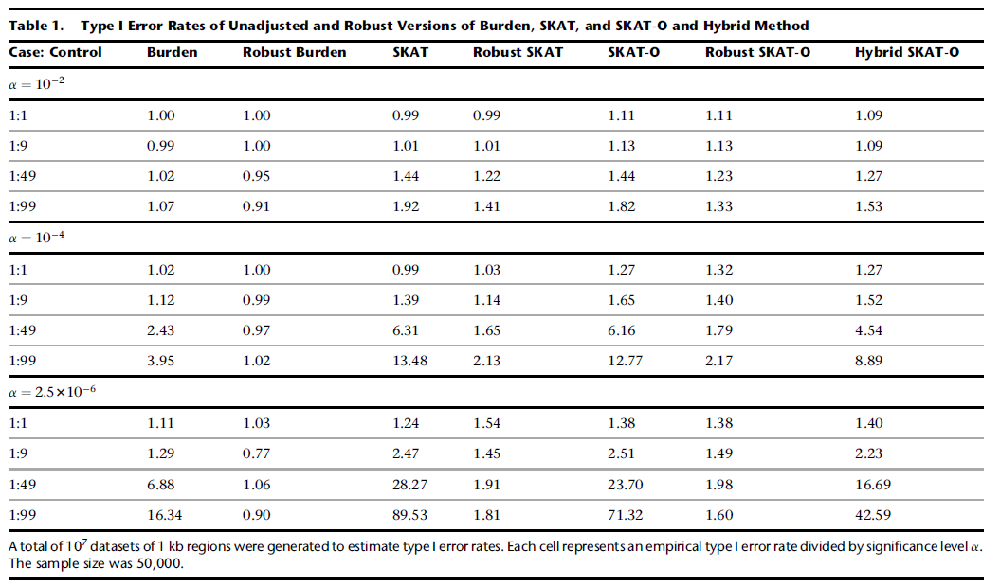 Table 1. Type I Error Rates of Unadjusted and Robust Versions of Burden, SKAT, and SKAT-O and Hybrid Method
Case: Control Burden Robust Burden SKAT Robust SKAT SKAT-O Robust SKAT-O Hybrid SKAT-O
α = 10⁻²
1:1 1.00 1.00 0.99 0.99 1.11 1.11 1.09
1:9 0.99 1.00 1.01 1.01 1.13 1.13 1.09
1:49 1.02 0.95 1.44 1.22 1.44 1.23 1.27
1:99 1.07 0.91 1.92 1.41 1.82 1.33 1.53
α = 10⁻⁴
1:1 1.02 1.00 0.99 1.03 1.27 1.32 1.27
1:9 1.12 0.99 1.39 1.14 1.65 1.40 1.52
1:49 2.43 0.97 6.31 1.65 6.16 1.79 4.54
1:99 3.95 1.02 13.48 2.13 12.77 2.17 8.89
α = 2.5×10⁻⁶
1:1 1.11 1.03 1.24 1.54 1.38 1.38 1.40
1:9 1.29 0.77 2.47 1.45 2.51 1.49 2.23
1:49 6.88 1.06 28.27 1.91 23.70 1.98 16.69
1:99 16.34 0.90 89.53 1.81 71.32 1.60 42.59
A total of 10⁷ datasets of 1 kb regions were generated to estimate type I error rates. Each cell represents an empirical type I error rate divided by significance level α.
The sample size was 50,000.